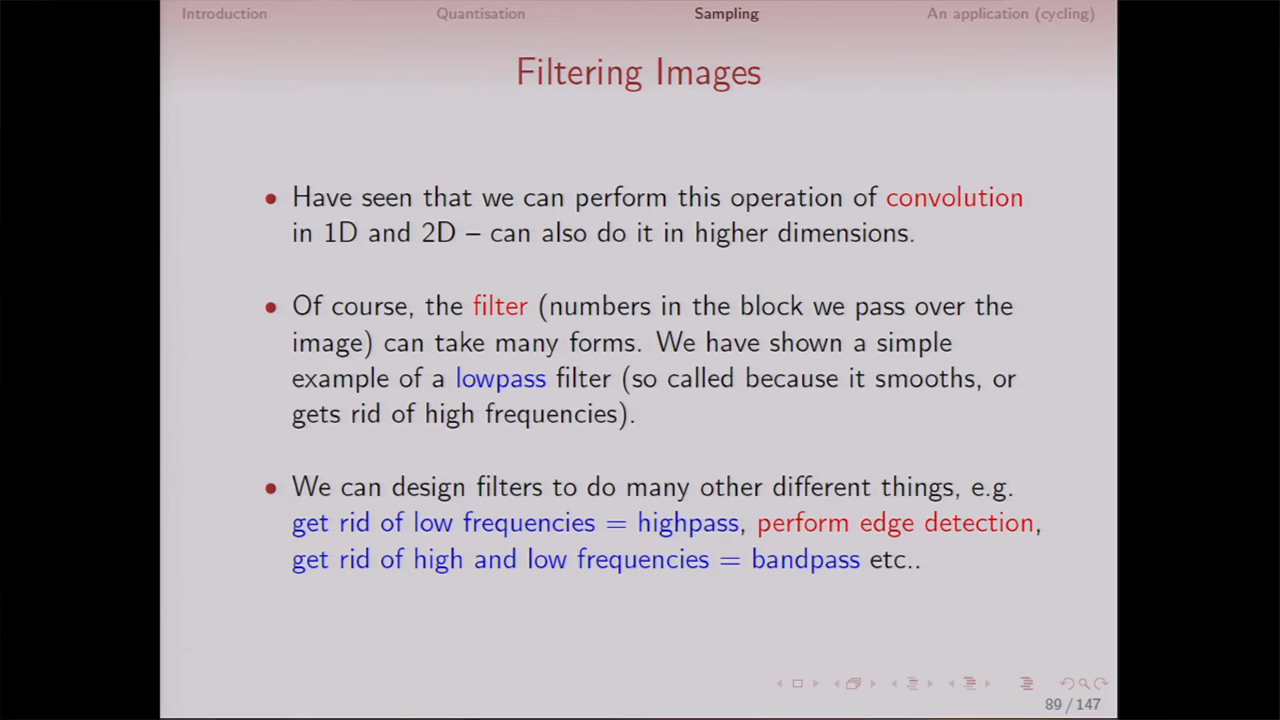 Introduction Quantisation Sampling An application (cycling)
Filtering Images
• Have seen that we can perform this operation of convolution
in 1D and 2D – can also do it in higher dimensions.
• Of course, the filter (numbers in the block we pass over the
image) can take many forms. We have shown a simple
example of a lowpass filter (so called because it smooths, or
gets rid of high frequencies).
• We can design filters to do many other different things, e.g.
get rid of low frequencies = highpass, perform edge detection,
get rid of high and low frequencies = bandpass etc..
89 / 147